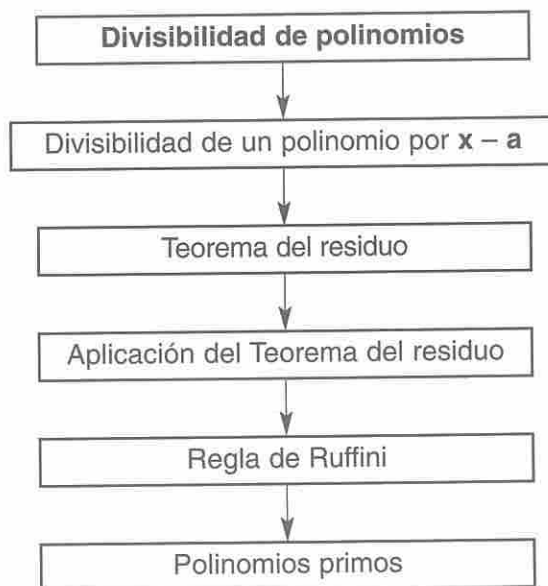 Divisibilidad de polinomios
Divisibilidad de un polinomio por x – a
Teorema del residuo
Aplicación del Teorema del residuo
Regla de Ruffini
Polinomios primos